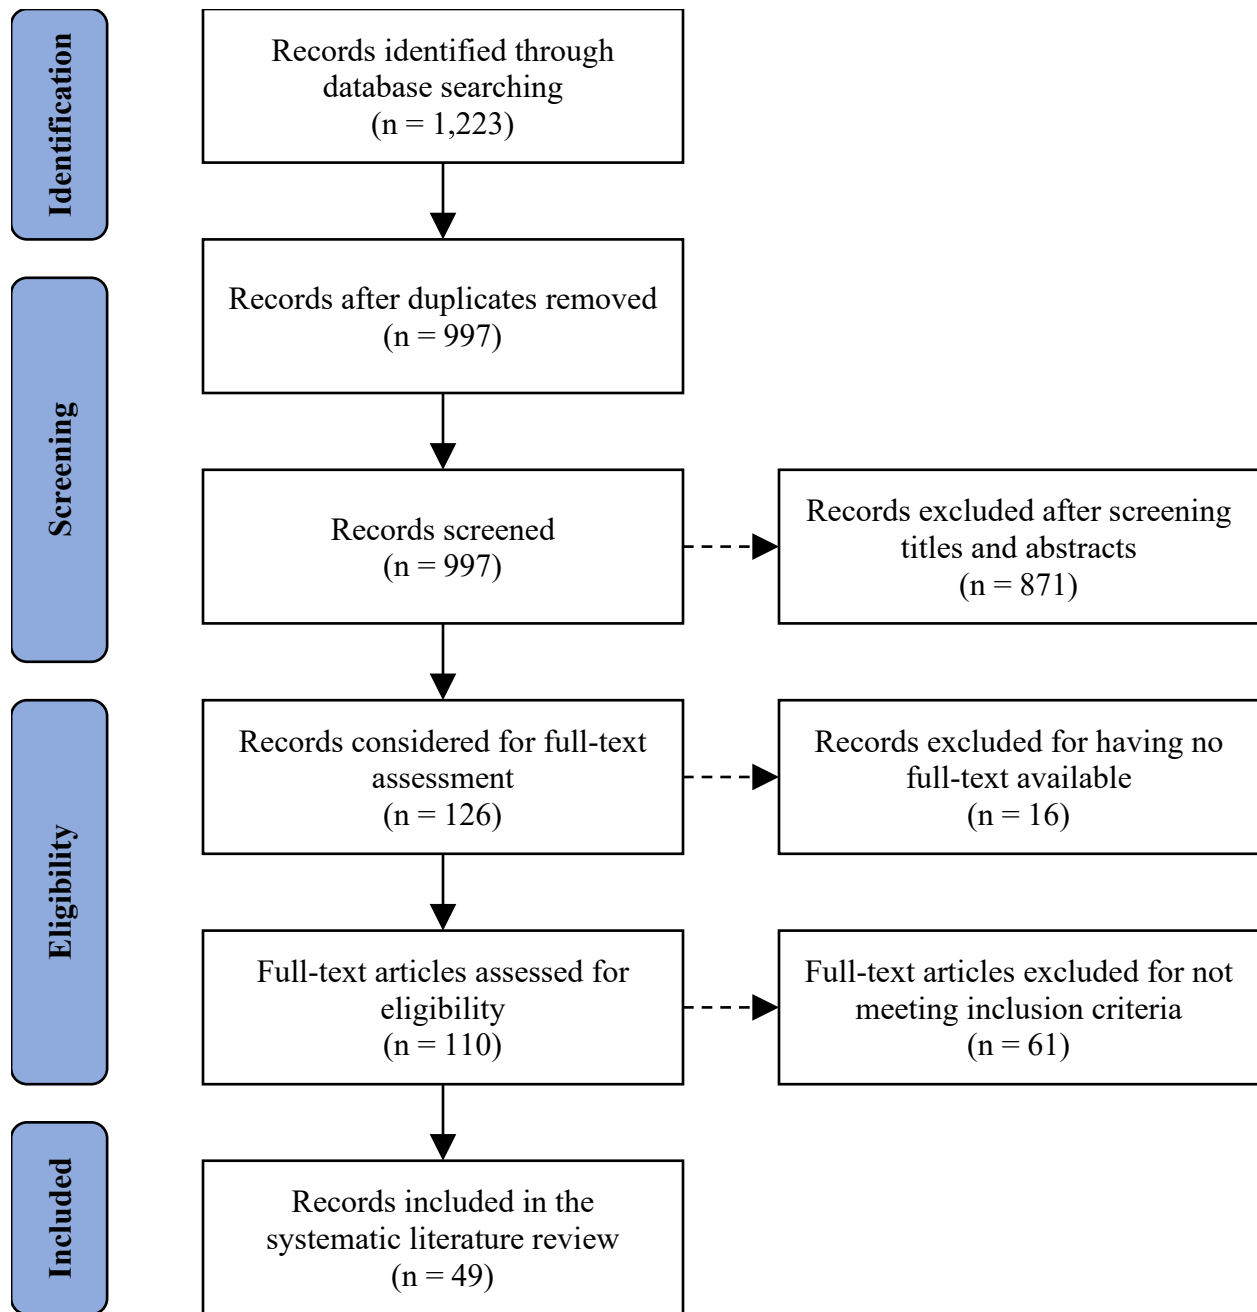 Identification
Records identified through
database searching
(n = 1,223)
Screening
Records after duplicates removed
(n = 997)
Records screened
(n = 997)
Records excluded after screening
titles and abstracts
(n = 871)
Eligibility
Records considered for full-text
assessment
(n = 126)
Records excluded for having no
full-text available
(n = 16)
Full-text articles assessed for
eligibility
(n = 110)
Full-text articles excluded for not
meeting inclusion criteria
(n = 61)
Included
Records included in the
systematic literature review
(n = 49)